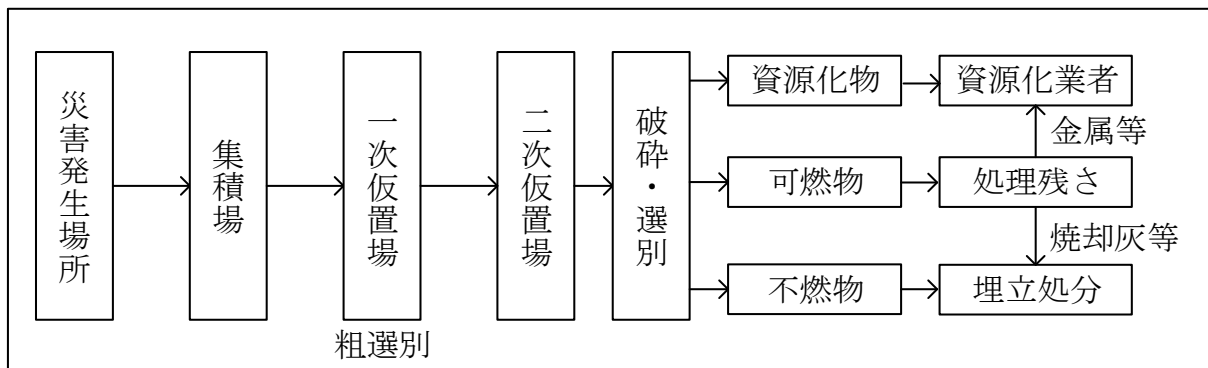 災害発生場所
集積場
一次仮置場
粗選別
二次仮置場
破砕・選別
資源化物
資源化業者
金属等
可燃物
処理残さ
焼却灰等
不燃物
埋立処分